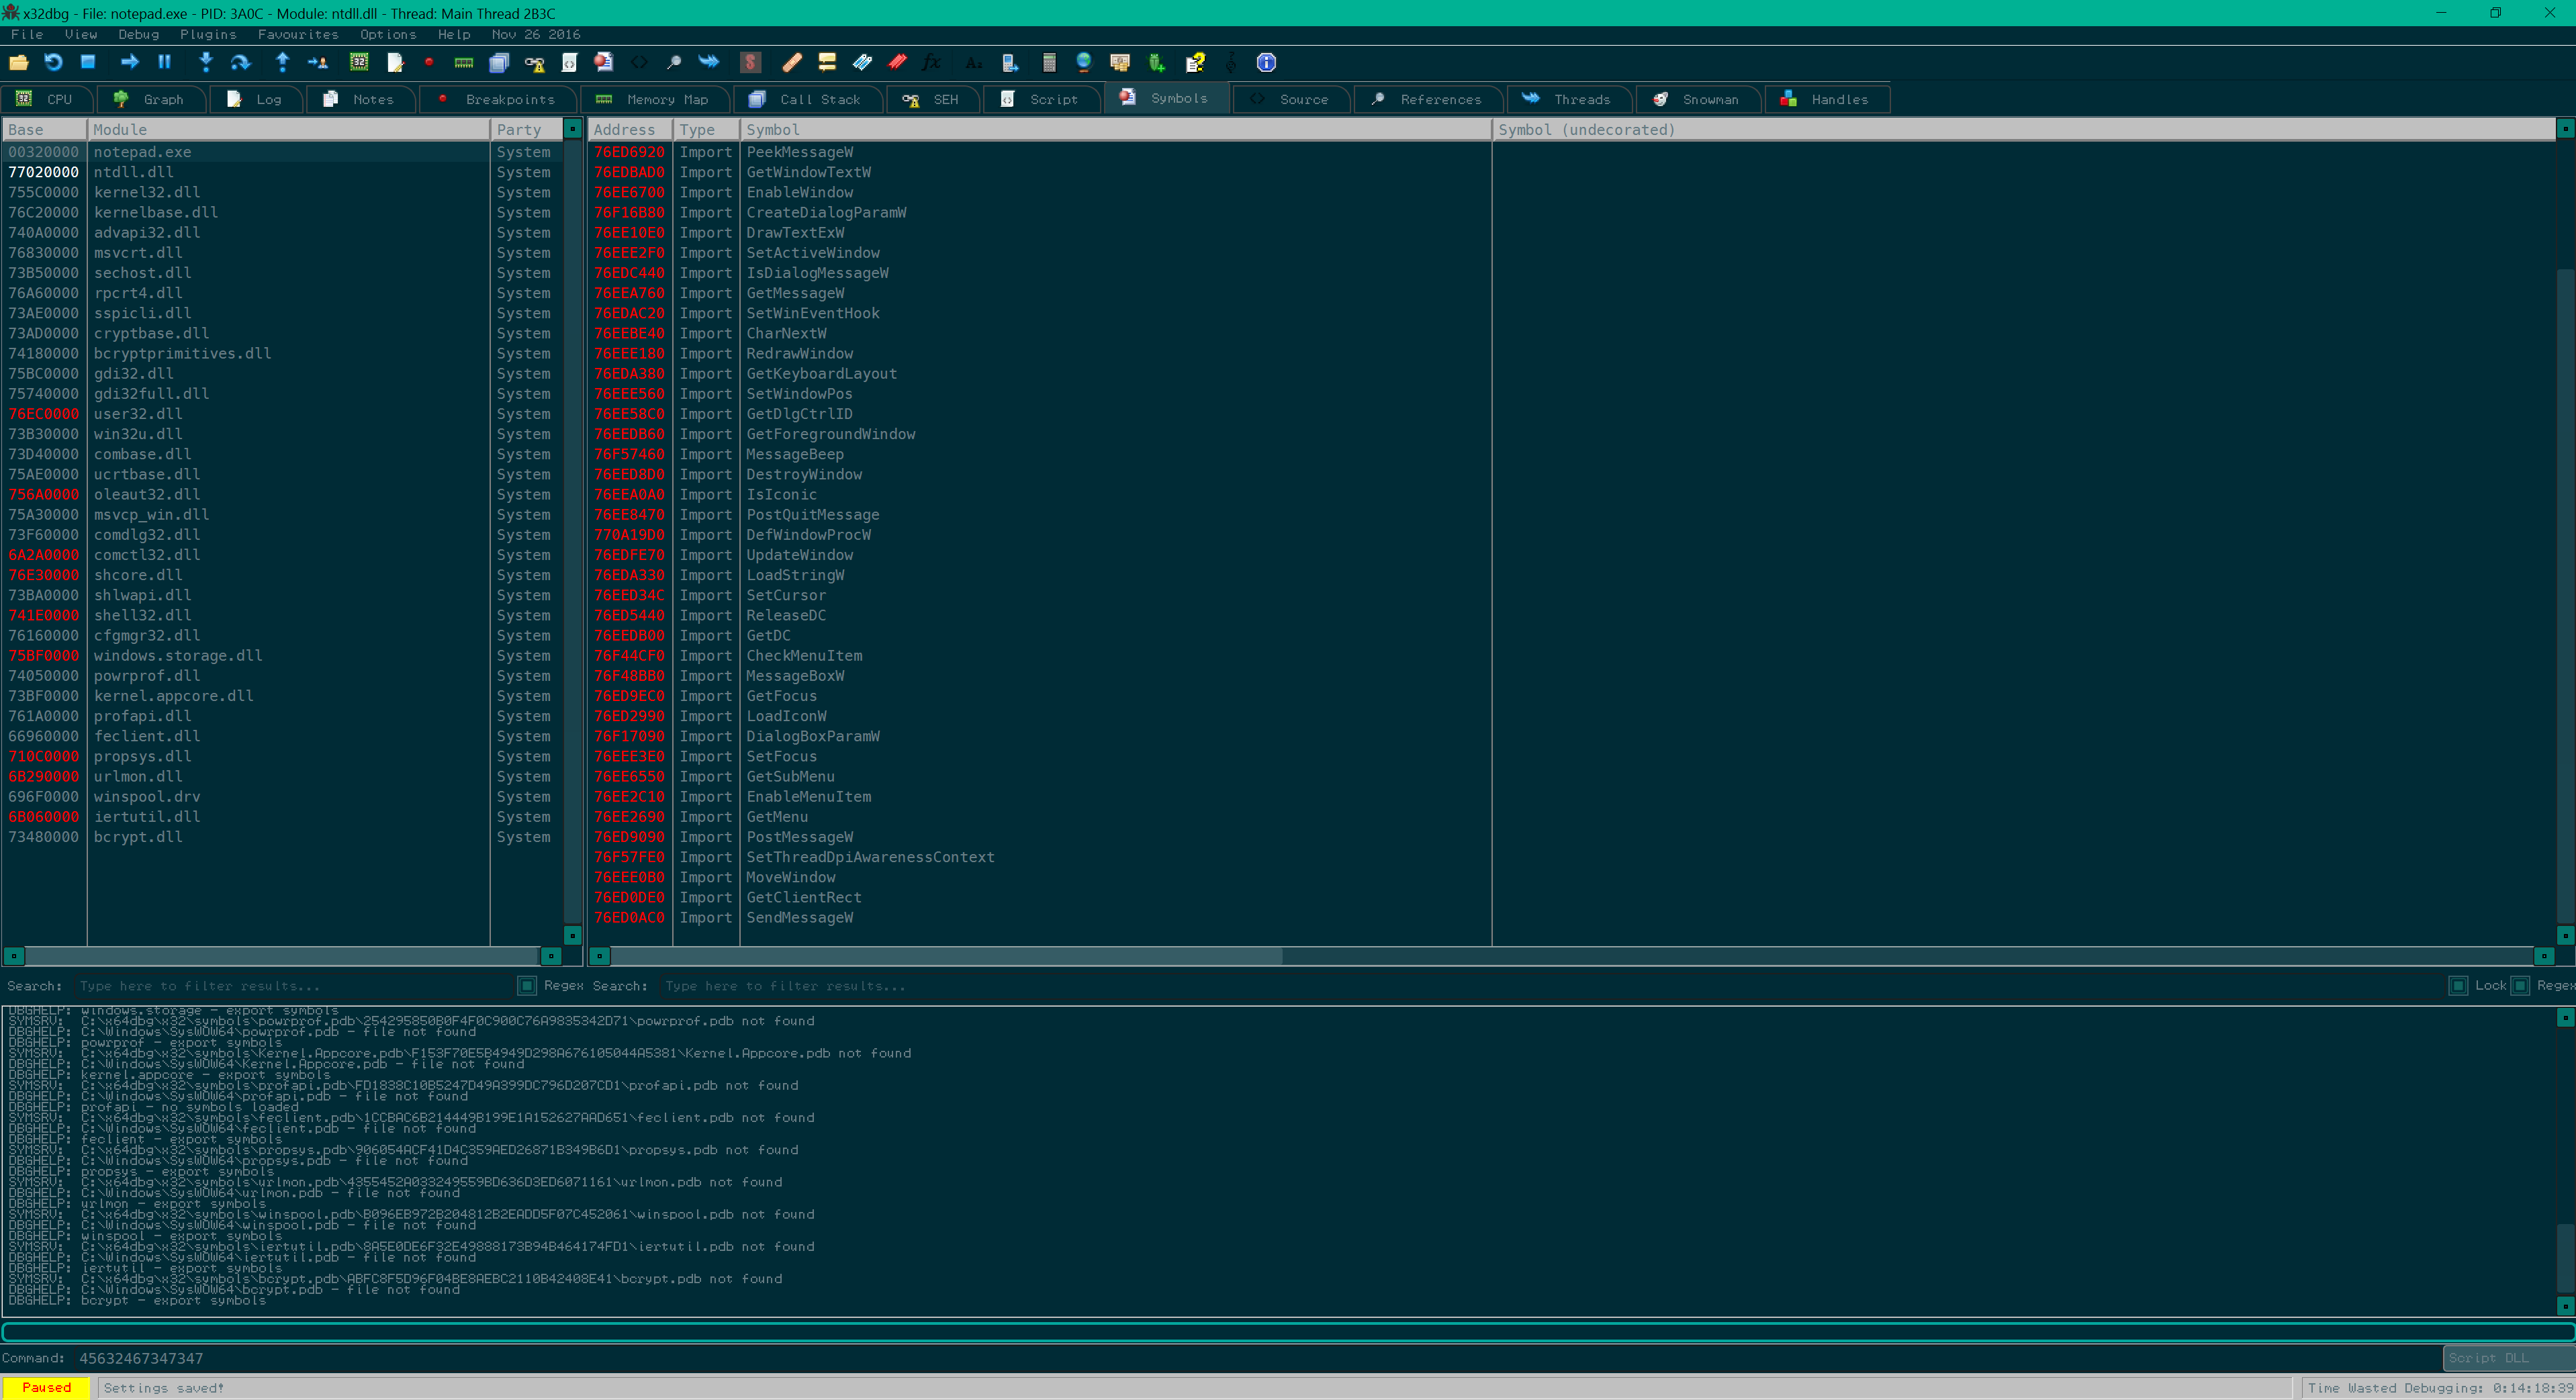 x32dbg - File: notepad.exe - PID: 3A0C - Module: ntdll.dll - Thread: Main Thread 2B3C
File View Debug Plugins Favourites Options Help Nov 26 2016
CPU Graph Log Notes Breakpoints Memory Map Call Stack SEH Script Symbols Source References Threads Snowman Handles
Base Module Party
00320000 notepad.exe System
77020000 ntdll.dll System
755C0000 kernel32.dll System
76C20000 kernelbase.dll System
740A0000 advapi32.dll System
76830000 msvcrt.dll System
73B50000 sechost.dll System
76A60000 rpcrt4.dll System
73AE0000 sspicli.dll System
73AD0000 cryptbase.dll System
74180000 bcryptprimitives.dll System
75BC0000 gdi32.dll System
75740000 gdi32full.dll System
76EC0000 user32.dll System
73B30000 win32u.dll System
73D40000 combase.dll System
75AE0000 ucrtbase.dll System
756A0000 oleaut32.dll System
75A30000 msvcp_win.dll System
73F60000 comdlg32.dll System
6A2A0000 comctl32.dll System
76E30000 shcore.dll System
73BA0000 shlwapi.dll System
741E0000 shell32.dll System
76160000 cfgmgr32.dll System
75BF0000 windows.storage.dll System
74050000 powrprof.dll System
73BF0000 kernel.appcore.dll System
761A0000 profapi.dll System
66960000 feclient.dll System
710C0000 propsys.dll System
6B290000 urlmon.dll System
696F0000 winspool.drv System
6B060000 iertutil.dll System
73480000 bcrypt.dll System
Address Type Symbol Symbol (undecorated)
76ED6920 Import PeekMessageW
76EDBAD0 Import GetWindowTextW
76EE6700 Import EnableWindow
76F16B80 Import CreateDialogParamW
76EE10E0 Import DrawTextExW
76EEE2F0 Import SetActiveWindow
76EDC440 Import IsDialogMessageW
76EEA760 Import GetMessageW
76EDAC20 Import SetWinEventHook
76EEBE40 Import CharNextW
76EEE180 Import RedrawWindow
76EDA380 Import GetKeyboardLayout
76EEE560 Import SetWindowPos
76EE58C0 Import GetDlgCtrlID
76EEDB60 Import GetForegroundWindow
76F57460 Import MessageBeep
76EED8D0 Import DestroyWindow
76EEA0A0 Import IsIconic
76EE8470 Import PostQuitMessage
770A19D0 Import DefWindowProcW
76EDFE70 Import UpdateWindow
76EDA330 Import LoadStringW
76EED34C Import SetCursor
76ED5440 Import ReleaseDC
76EEDB00 Import GetDC
76F44CF0 Import CheckMenuItem
76F48BB0 Import MessageBoxW
76ED9EC0 Import GetFocus
76ED2990 Import LoadIconW
76F17090 Import DialogBoxParamW
76EEE3E0 Import SetFocus
76EE6550 Import GetSubMenu
76EE2C10 Import EnableMenuItem
76EE2690 Import GetMenu
76ED9090 Import PostMessageW
76F57FE0 Import SetThreadDpiAwarenessContext
76EEE0B0 Import MoveWindow
76ED0DE0 Import GetClientRect
76ED0AC0 Import SendMessageW
Search: Type here to filter results... Regex Search: Type here to filter results... Lock Regex
DBGHELP: windows.storage - export symbols
SYMSRV: C:\x64dbg\x32\symbols\powrprof.pdb\254295850B0F4F0C900C76A9835342D71\powrprof.pdb not found
DBGHELP: C:\Windows\SysWOW64\powrprof.pdb - file not found
DBGHELP: powrprof - export symbols
SYMSRV: C:\x64dbg\x32\symbols\Kernel.Appcore.pdb\F153F70E5B4949D298A676105044A5381\Kernel.Appcore.pdb not found
DBGHELP: C:\Windows\SysWOW64\Kernel.Appcore.pdb - file not found
DBGHELP: kernel.appcore - export symbols
SYMSRV: C:\x64dbg\x32\symbols\profapi.pdb\FD1838C10B5247D49A399DC796D207CD1\profapi.pdb not found
DBGHELP: C:\Windows\SysWOW64\profapi.pdb - file not found
DBGHELP: profapi - no symbols loaded
SYMSRV: C:\x64dbg\x32\symbols\feclient.pdb\1CCBAC6B214449B199E1A152627AAD651\feclient.pdb not found
DBGHELP: C:\Windows\SysWOW64\feclient.pdb - file not found
DBGHELP: feclient - export symbols
SYMSRV: C:\x64dbg\x32\symbols\propsys.pdb\906054ACF41D4C359AED26871B349B6D1\propsys.pdb not found
DBGHELP: C:\Windows\SysWOW64\propsys.pdb - file not found
DBGHELP: propsys - export symbols
SYMSRV: C:\x64dbg\x32\symbols\urlmon.pdb\4355452A033249559BD636D3ED6071161\urlmon.pdb not found
DBGHELP: C:\Windows\SysWOW64\urlmon.pdb - file not found
DBGHELP: urlmon - export symbols
SYMSRV: C:\x64dbg\x32\symbols\winspool.pdb\B096EB972B204812B2EADD5F07C452061\winspool.pdb not found
DBGHELP: C:\Windows\SysWOW64\winspool.pdb - file not found
DBGHELP: winspool - export symbols
SYMSRV: C:\x64dbg\x32\symbols\iertutil.pdb\8A5E0DE6F32E49888173B94B464174FD1\iertutil.pdb not found
DBGHELP: C:\Windows\SysWOW64\iertutil.pdb - file not found
DBGHELP: iertutil - export symbols
SYMSRV: C:\x64dbg\x32\symbols\bcrypt.pdb\ABFC8F5D96F04BE8AEBC2110B42408E41\bcrypt.pdb not found
DBGHELP: C:\Windows\SysWOW64\bcrypt.pdb - file not found
DBGHELP: bcrypt - export symbols
Command: 45632467347347 Script DLL
Paused Settings saved! Time Wasted Debugging: 0:14:18:39